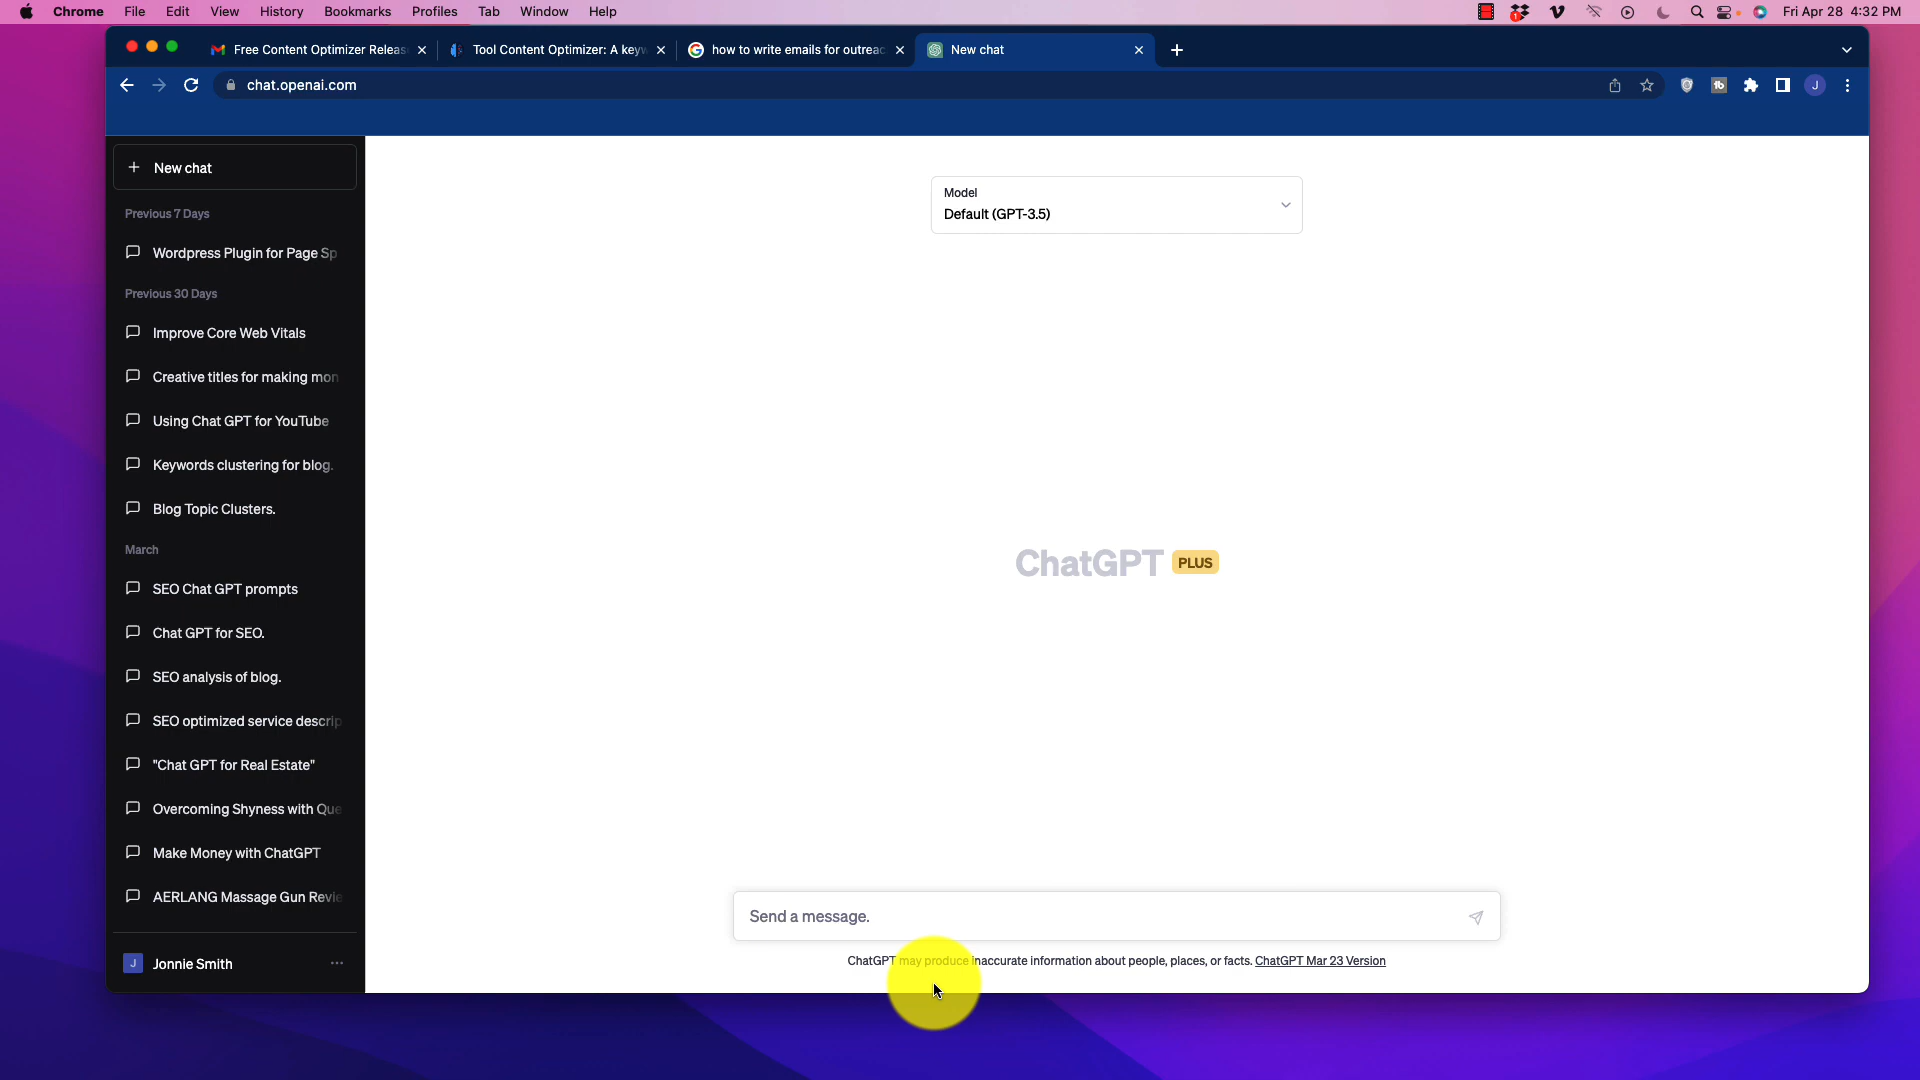 Chrome File Edit View History Bookmarks Profiles Tab Window Help 1 Fri Apr 28 4:32 PM
Free Content Optimizer Releas Tool Content Optimizer: A keyw how to write emails for outreac New chat
chat.openai.com tb J
New chat
Previous 7 Days
Wordpress Plugin for Page Sp
Previous 30 Days
Improve Core Web Vitals
Creative titles for making mon
Using Chat GPT for YouTube
Keywords clustering for blog.
Blog Topic Clusters.
March
SEO Chat GPT prompts
Chat GPT for SEO.
SEO analysis of blog.
SEO optimized service descrip
"Chat GPT for Real Estate"
Overcoming Shyness with Que
Make Money with ChatGPT
AERLANG Massage Gun Revie
J Jonnie Smith
Model
Default (GPT-3.5)
ChatGPT PLUS
Send a message.
ChatGPT may produce inaccurate information about people, places, or facts. ChatGPT Mar 23 Version